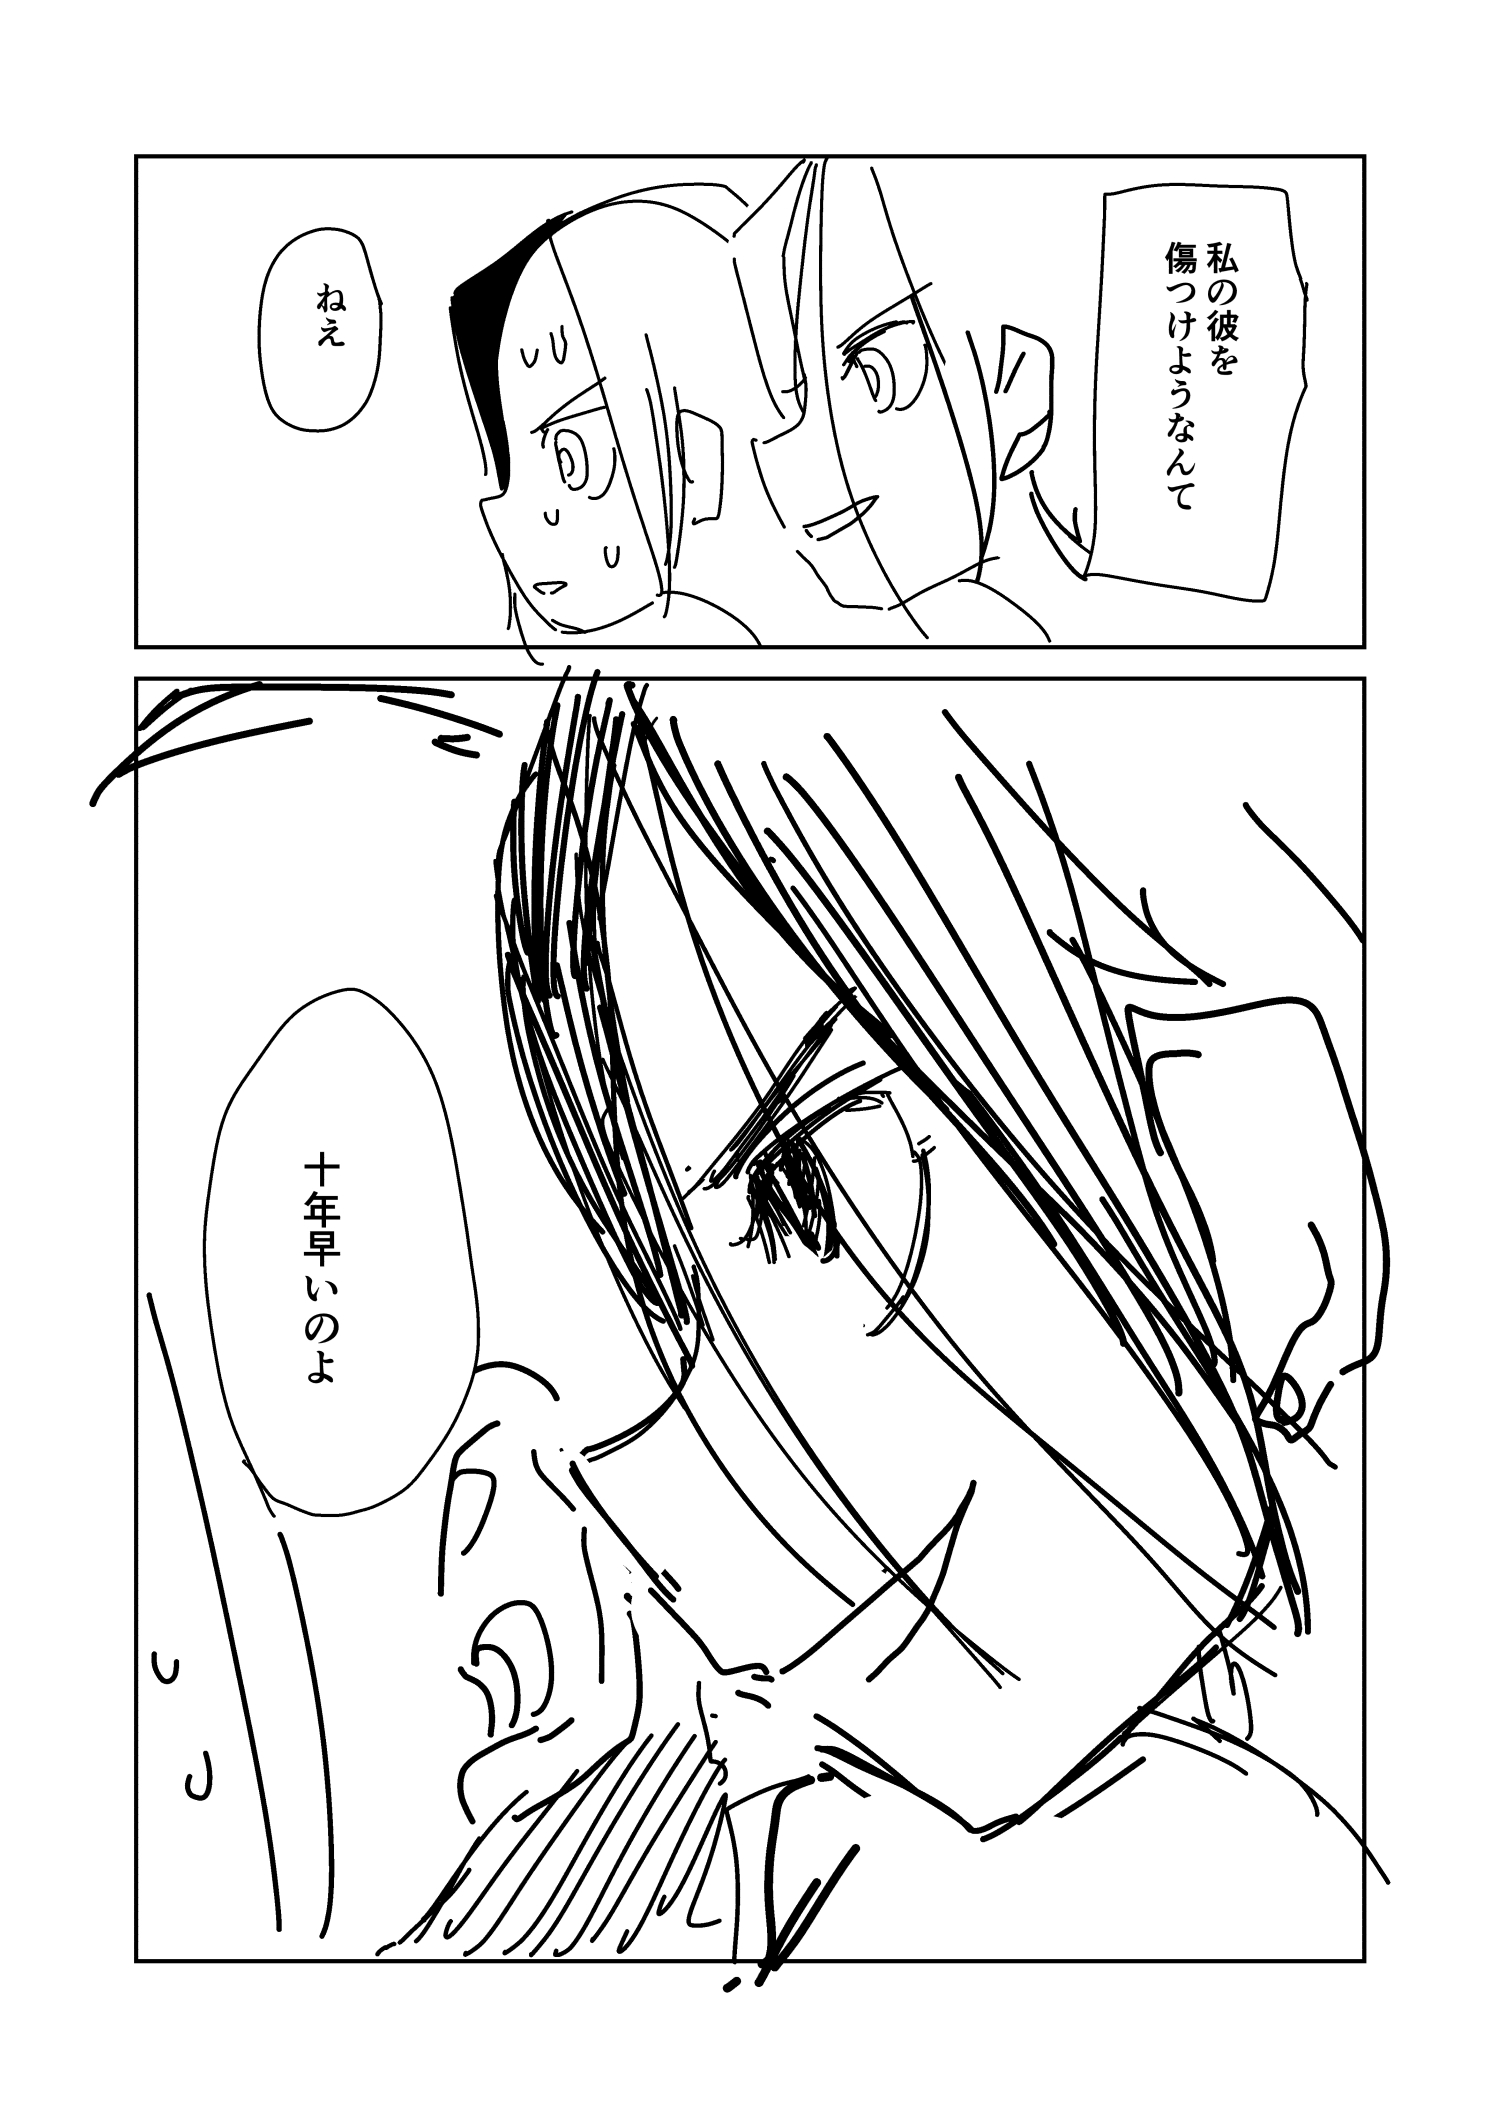 私の彼を
傷つけようなんて
ねえ
十年早いのよ